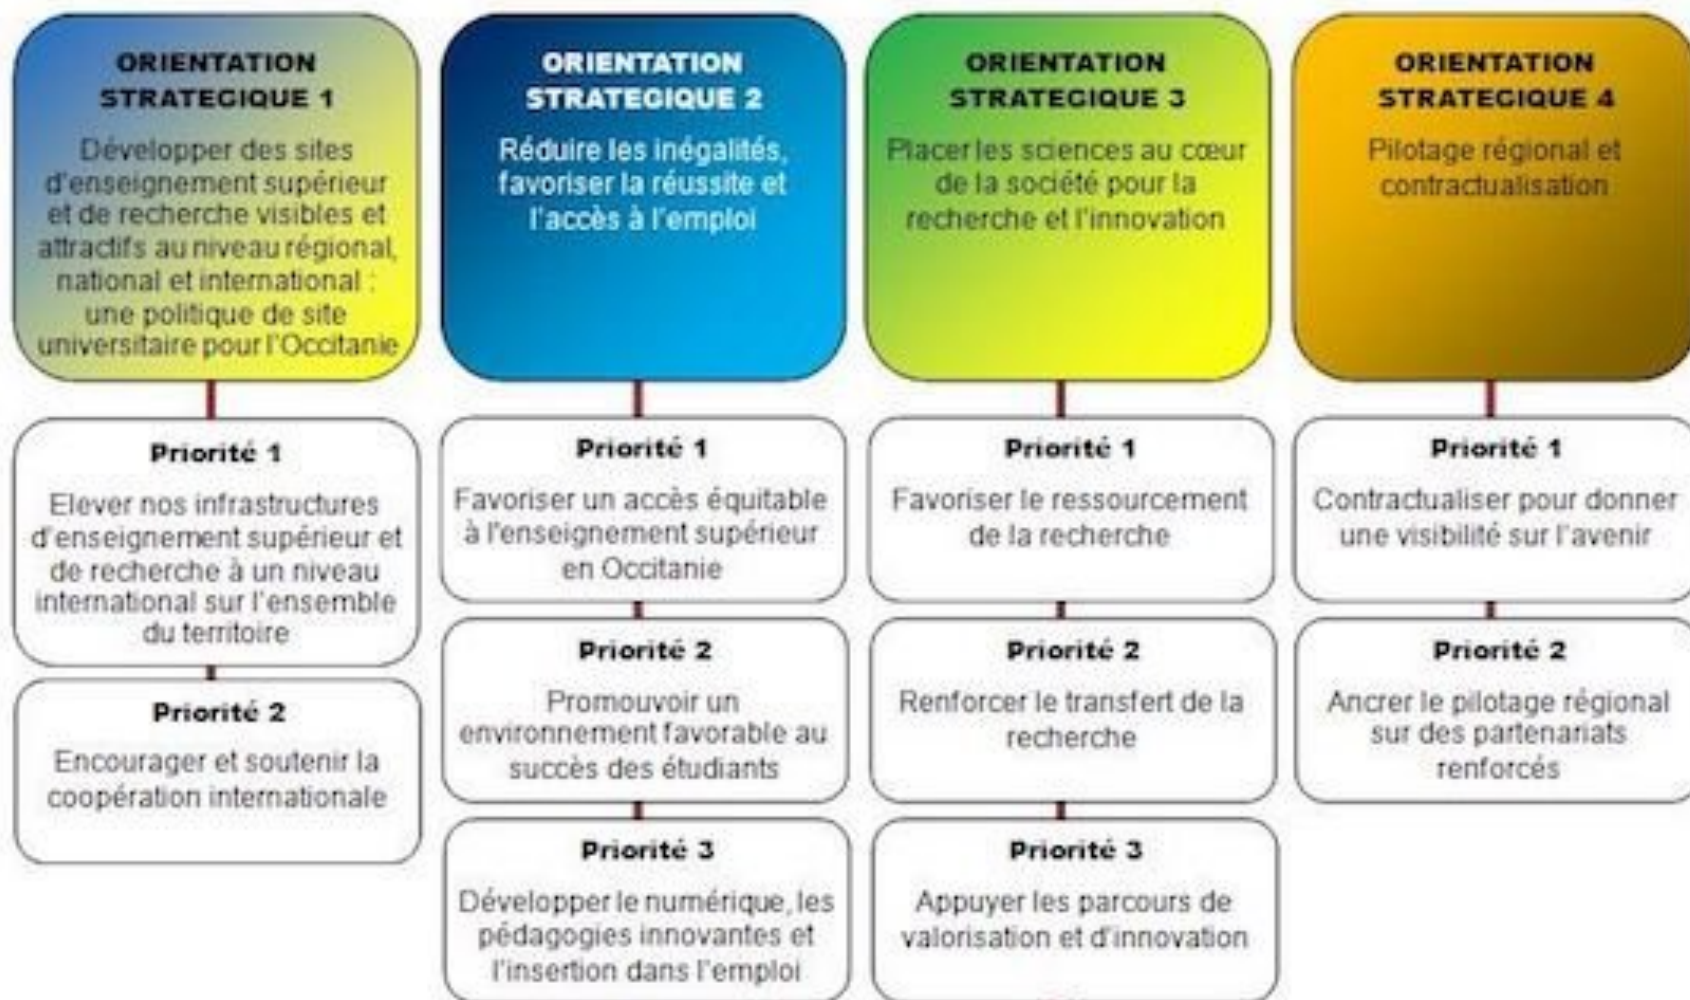 ORIENTATION
STRATEGIQUE 1
Développer des sites
d'enseignement supérieur
et de recherche visibles et
attractifs au niveau régional,
national et international :
une politique de site
universitaire pour l'Occitanie
Priorité 1
Elever nos infrastructures
d'enseignement supérieur et
de recherche à un niveau
international sur l'ensemble
du territoire
Priorité 2
Encourager et soutenir la
coopération internationale
ORIENTATION
STRATEGIQUE 2
Réduire les inégalités,
favoriser la réussite et
l'accès à l'emploi
Priorité 1
Favoriser un accès équitable
à l'enseignement supérieur
en Occitanie
Priorité 2
Promouvoir un
environnement favorable au
succès des étudiants
Priorité 3
Développer le numérique, les
pédagogies innovantes et
l'insertion dans l'emploi
ORIENTATION
STRATEGIQUE 3
Placer les sciences au cœur
de la société pour la
recherche et l'innovation
Priorité 1
Favoriser le ressourcement
de la recherche
Priorité 2
Renforcer le transfert de la
recherche
Priorité 3
Appuyer les parcours de
valorisation et d'innovation
ORIENTATION
STRATEGIQUE 4
Pilotage régional et
contractualisation
Priorité 1
Contractualiser pour donner
une visibilité sur l'avenir
Priorité 2
Ancrer le pilotage régional
sur des partenariats
renforcés